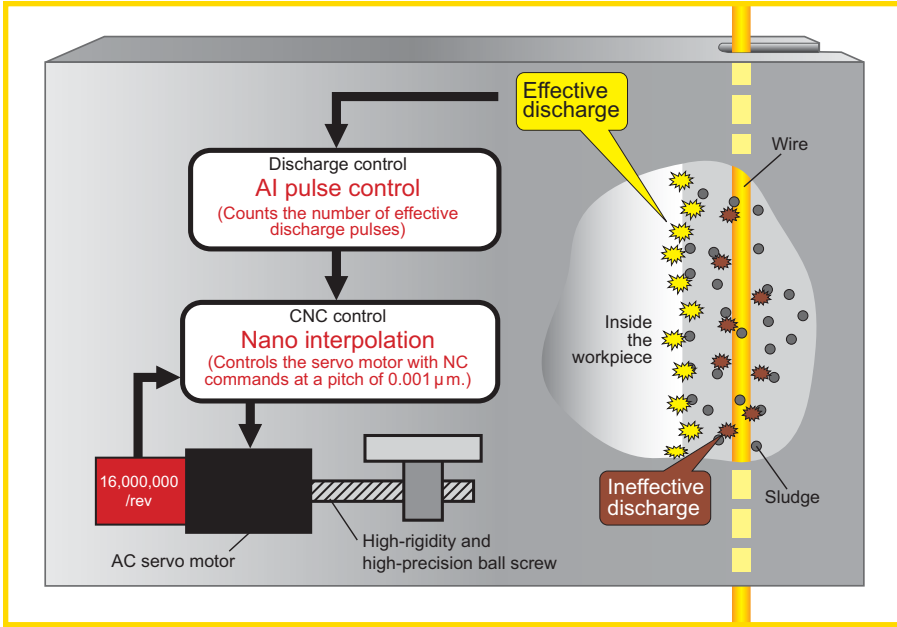 Effective
discharge
Discharge control
AI pulse control
(Counts the number of effective
discharge pulses)
Wire
CNC control
Nano interpolation
(Controls the servo motor with NC
commands at a pitch of 0.001 µm.)
Inside
the
workpiece
16,000,000
/rev
Ineffective
discharge
Sludge
AC servo motor
High-rigidity and
high-precision ball screw